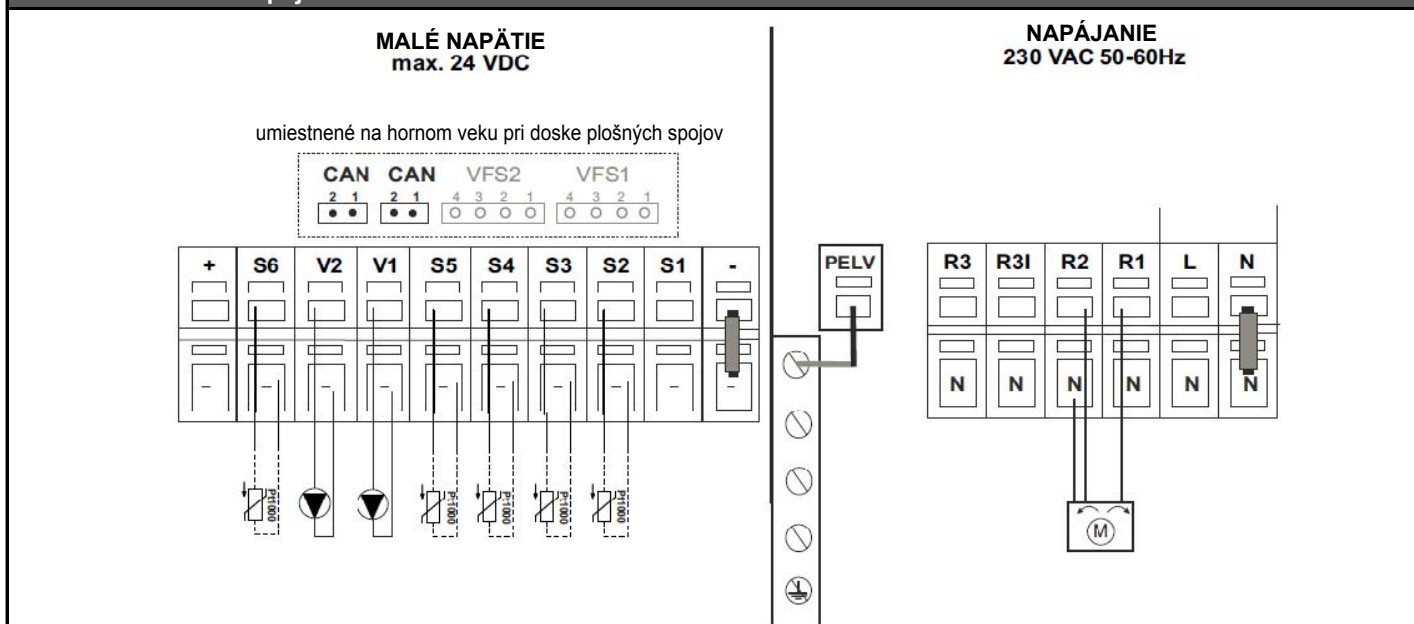 MALÉ NAPÄTIE
max. 24 VDC
NAPÁJANIE
230 VAC 50-60Hz
umiestnené na hornom veku pri doske plošných spojov
CAN CAN VFS2 VFS1
2 1 2 1 4 3 2 1 4 3 2 1
+ S6 V2 V1 S5 S4 S3 S2 S1 -
PELV
R3 R3I R2 R1 L N
- - - - - - - -
N N N N N N
Pt1000 Pt1000 Pt1000 Pt1000 Pt1000
M